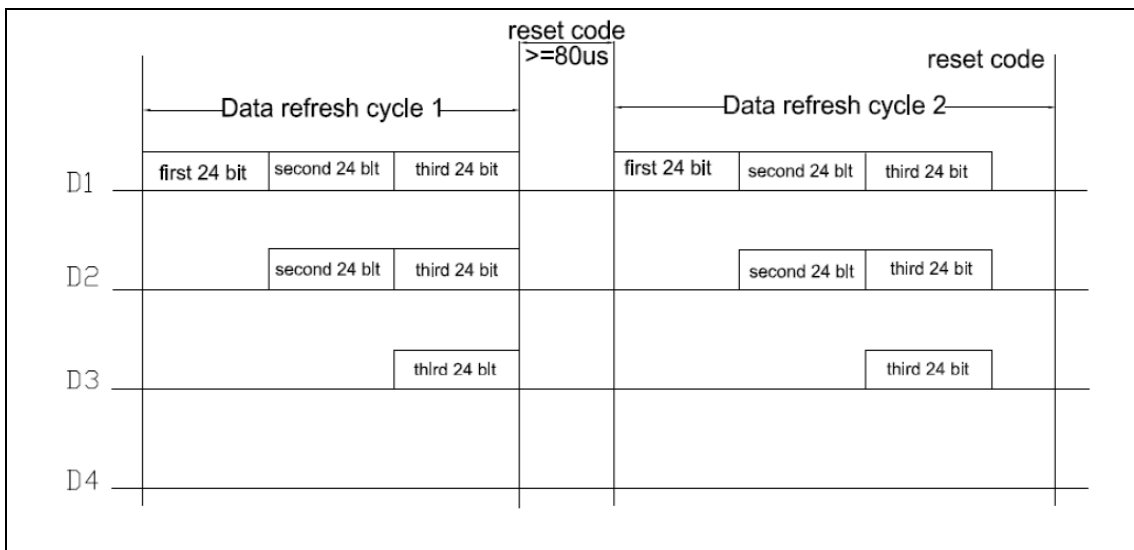 reset code
>=80us
reset code
Data refresh cycle 1
Data refresh cycle 2
D1 first 24 bit second 24 blt third 24 bit first 24 bit second 24 blt third 24 bit
D2 second 24 blt third 24 bit second 24 blt third 24 bit
D3 third 24 blt third 24 bit
D4